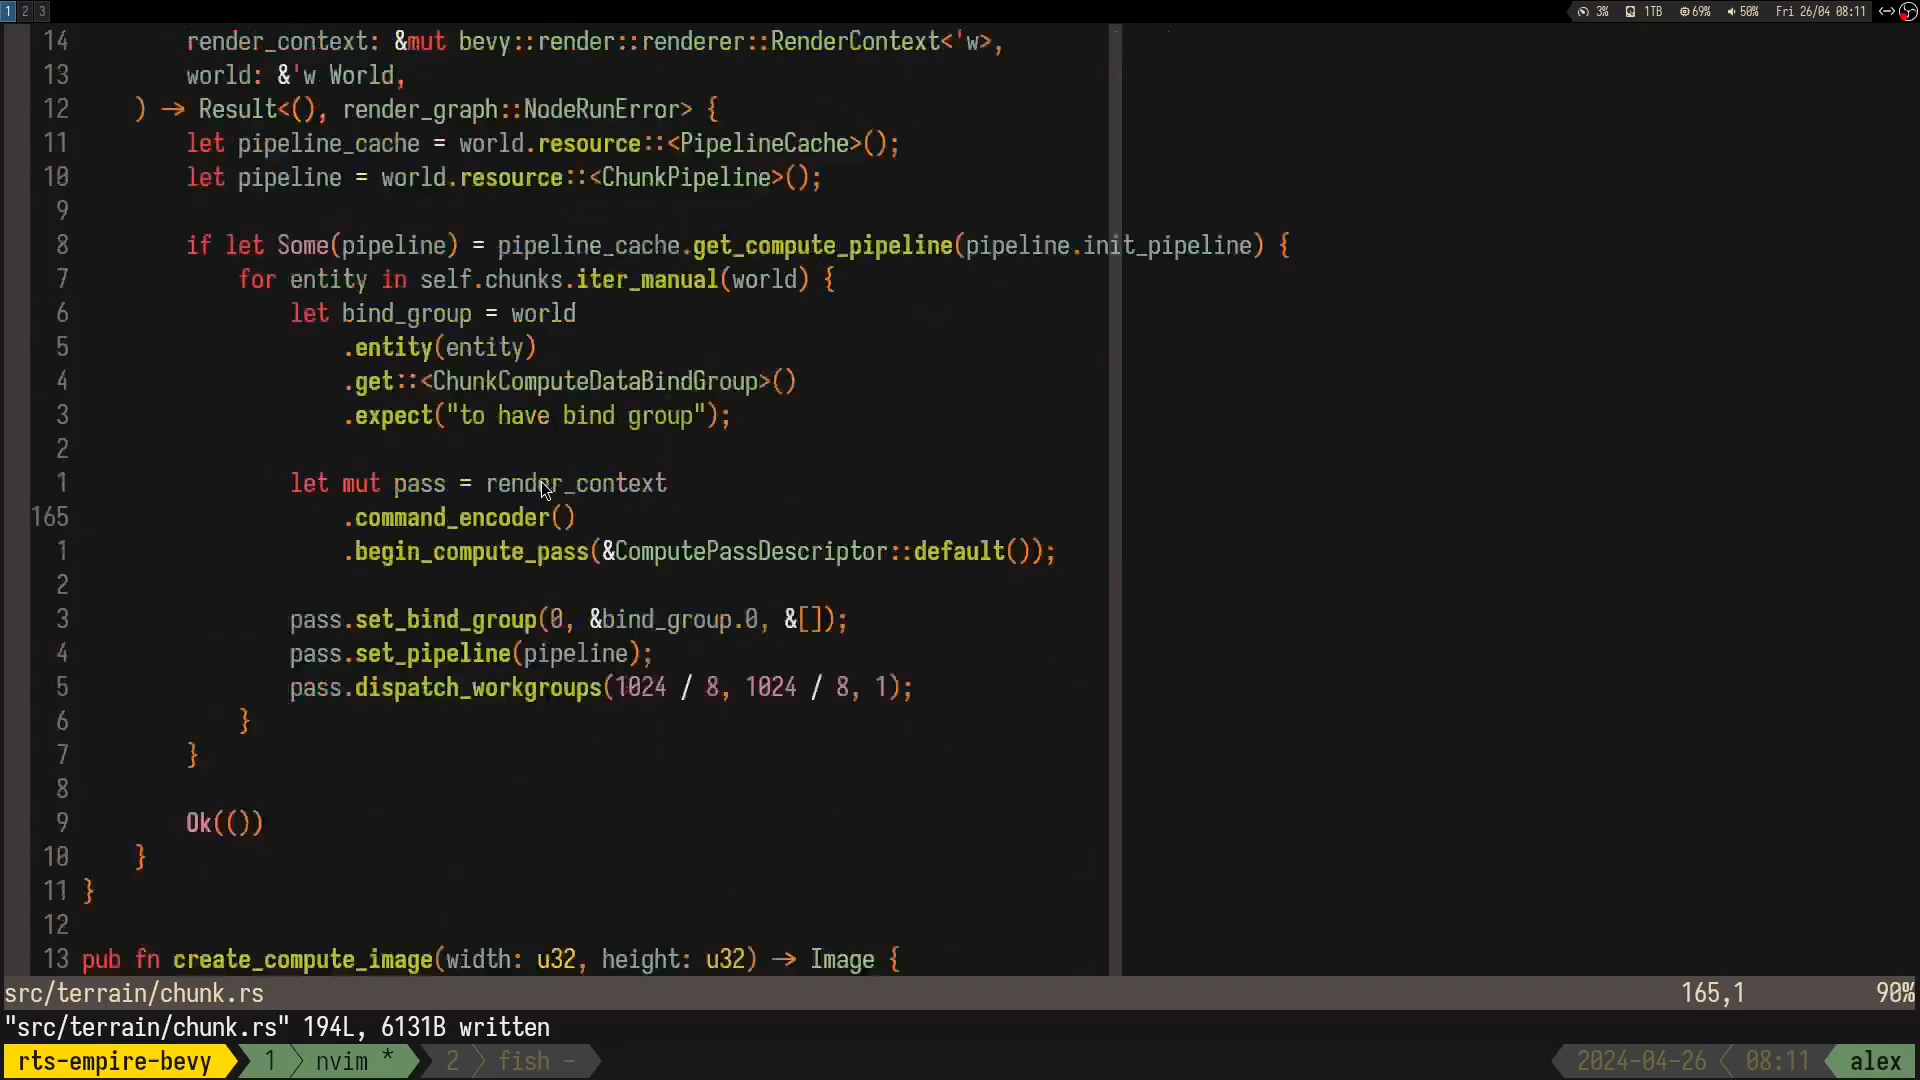 1 2 3 3% 1TB 69% 50% Fri 26/04 08:11
14 render_context: &mut bevy::render::renderer::RenderContext<'w>,
13 world: &'w World,
12 ) -> Result<(), render_graph::NodeRunError> {
11 let pipeline_cache = world.resource::<PipelineCache>();
10 let pipeline = world.resource::<ChunkPipeline>();
9
8 if let Some(pipeline) = pipeline_cache.get_compute_pipeline(pipeline.init_pipeline) {
7 for entity in self.chunks.iter_manual(world) {
6 let bind_group = world
5 .entity(entity)
4 .get::<ChunkComputeDataBindGroup>()
3 .expect("to have bind group");
2
1 let mut pass = render_context
165 .command_encoder()
1 .begin_compute_pass(&ComputePassDescriptor::default());
2
3 pass.set_bind_group(0, &bind_group.0, &[]);
4 pass.set_pipeline(pipeline);
5 pass.dispatch_workgroups(1024 / 8, 1024 / 8, 1);
6 }
7 }
8
9 Ok(())
10 }
11 }
12
13 pub fn create_compute_image(width: u32, height: u32) -> Image {
src/terrain/chunk.rs 165,1 90%
"src/terrain/chunk.rs" 194L, 6131B written
rts-empire-bevy 1 nvim * 2 fish - 2024-04-26 08:11 alex